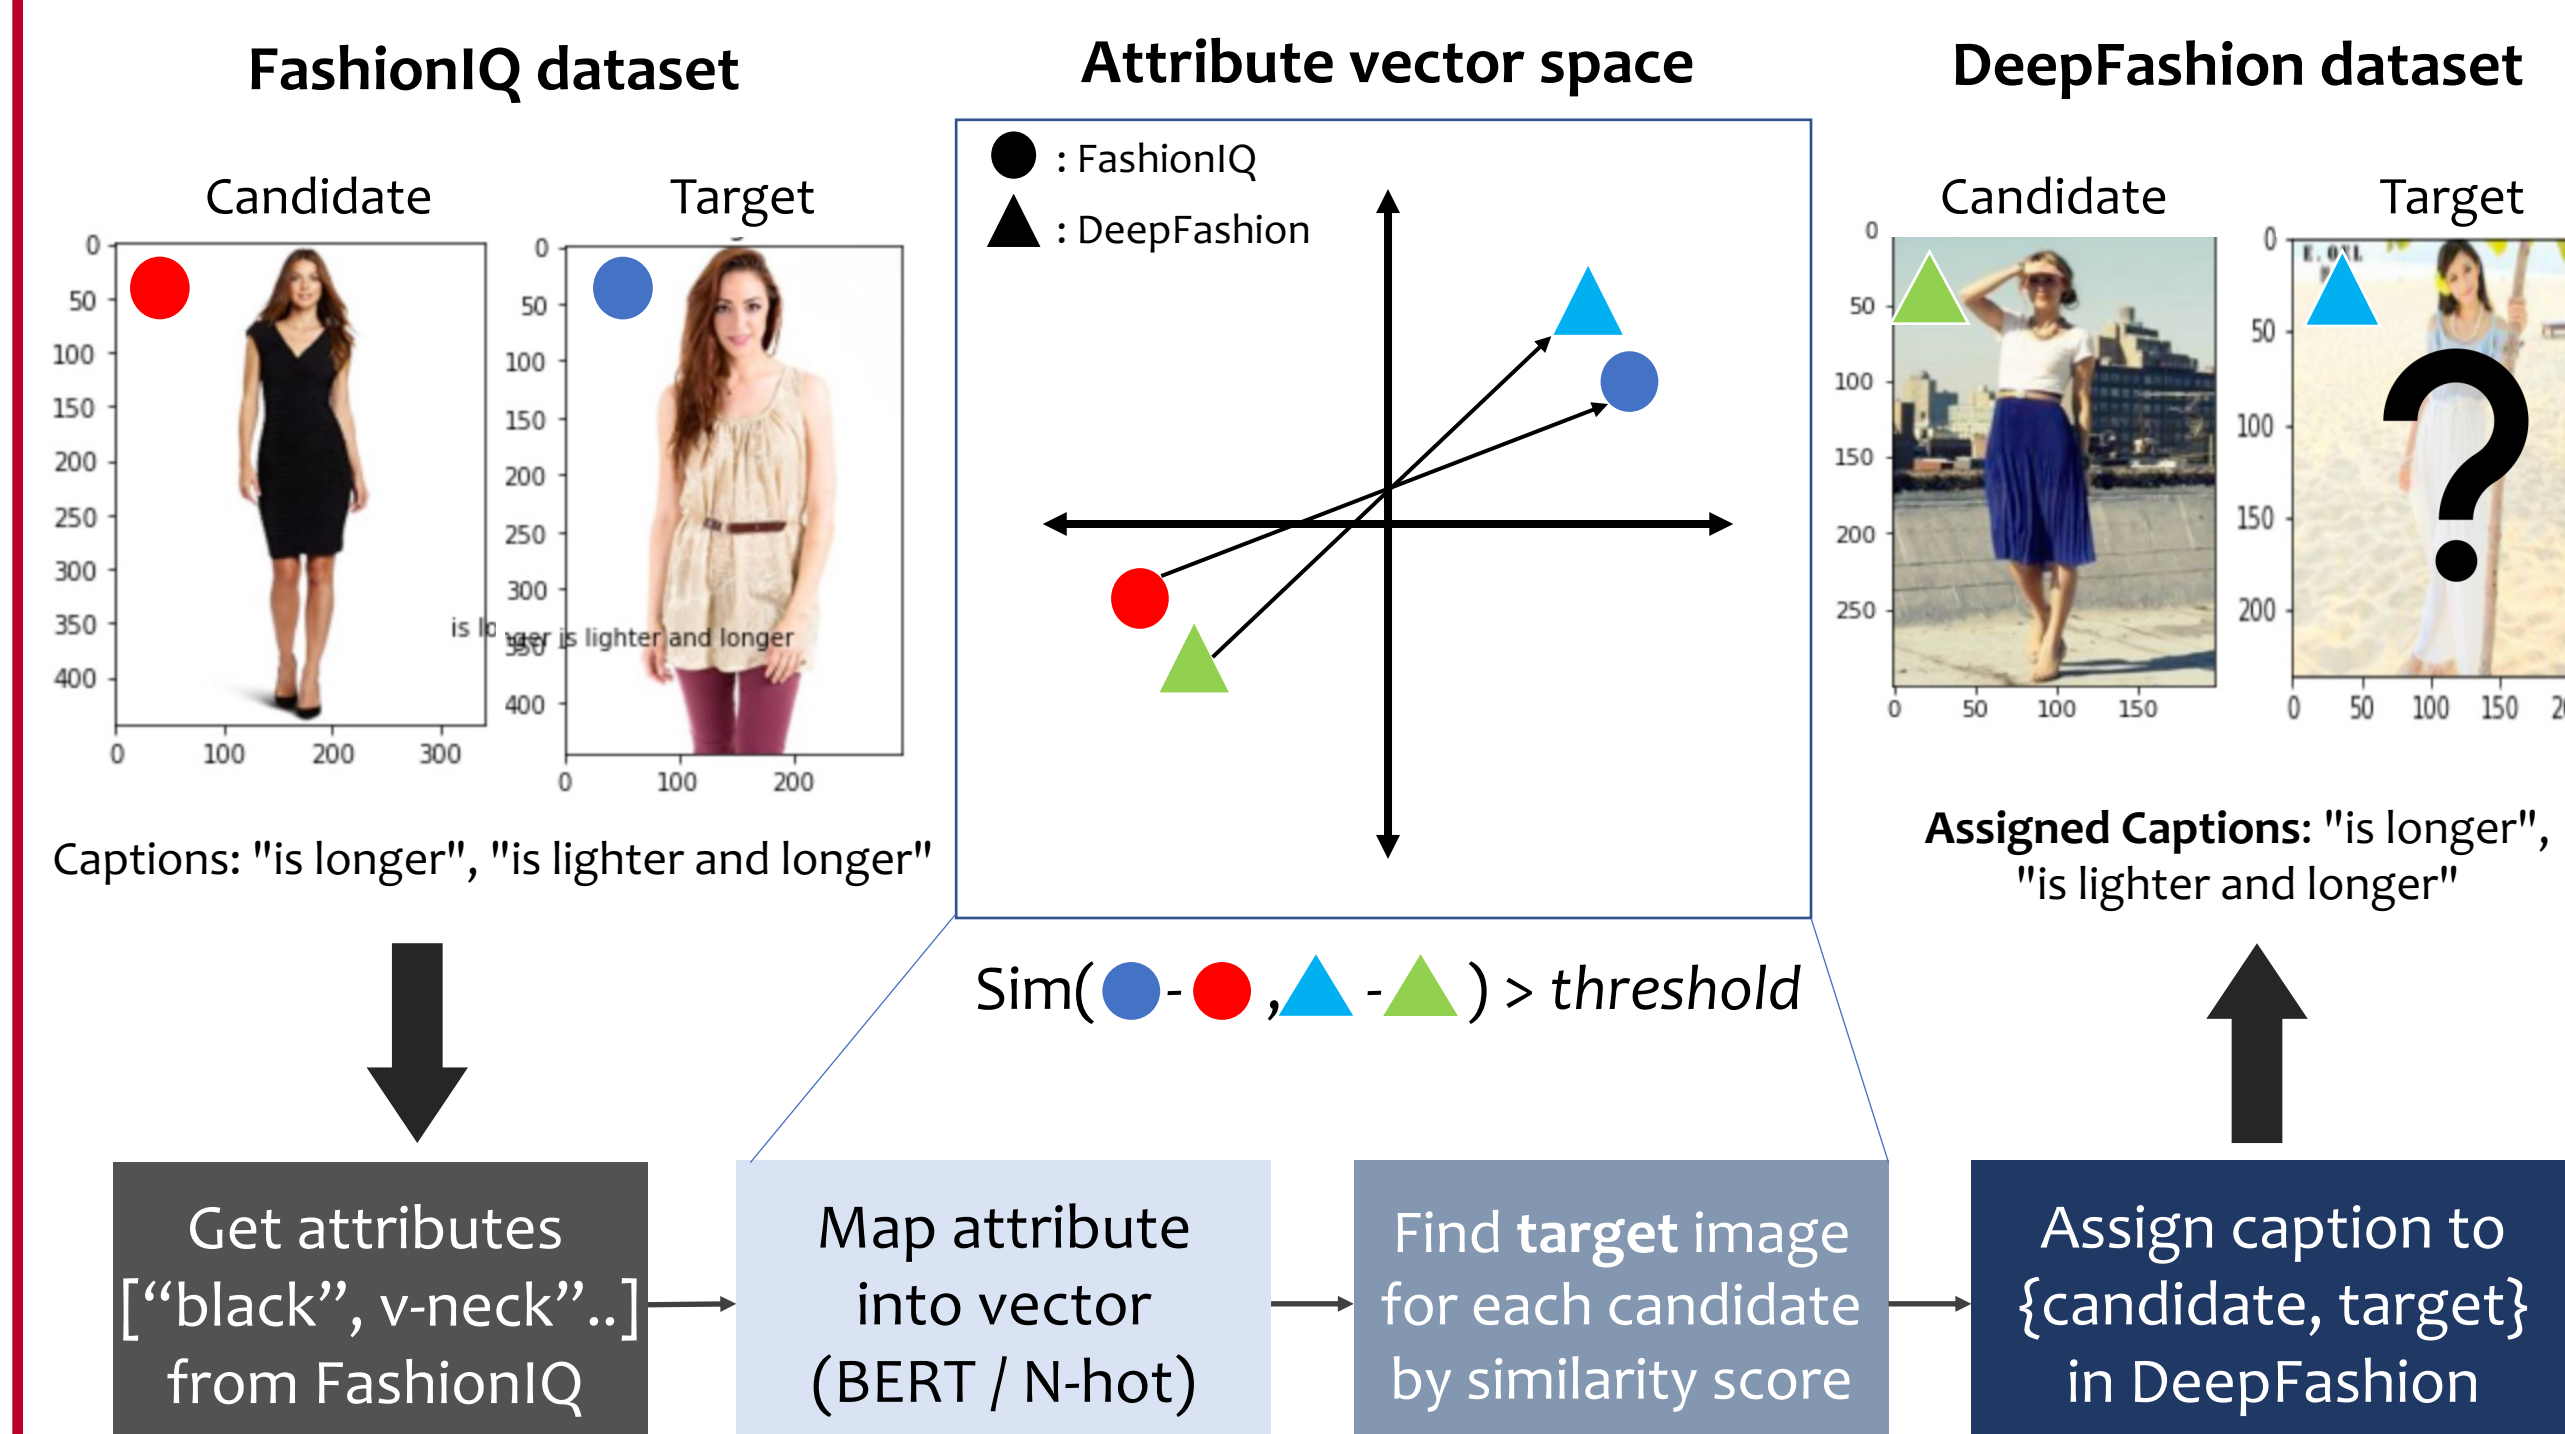 FashionIQ dataset
Candidate
Target
0
50
100
150
200
250
300
350
400
0
100
200
300
0
50
100
150
200
250
300
350
400
0
100
200
is longer is lighter and longer
Captions: "is longer", "is lighter and longer"
Attribute vector space
: FashionIQ
: DeepFashion
Sim( - , - ) > threshold
DeepFashion dataset
Candidate
Target
0
50
100
150
200
250
0
50
100
150
0
50
100
150
200
0
50
100
150
Assigned Captions: "is longer",
"is lighter and longer"
?
Get attributes
[“black”, v-neck”..]
from FashionIQ
Map attribute
into vector
(BERT / N-hot)
Find target image
for each candidate
by similarity score
Assign caption to
{candidate, target}
in DeepFashion